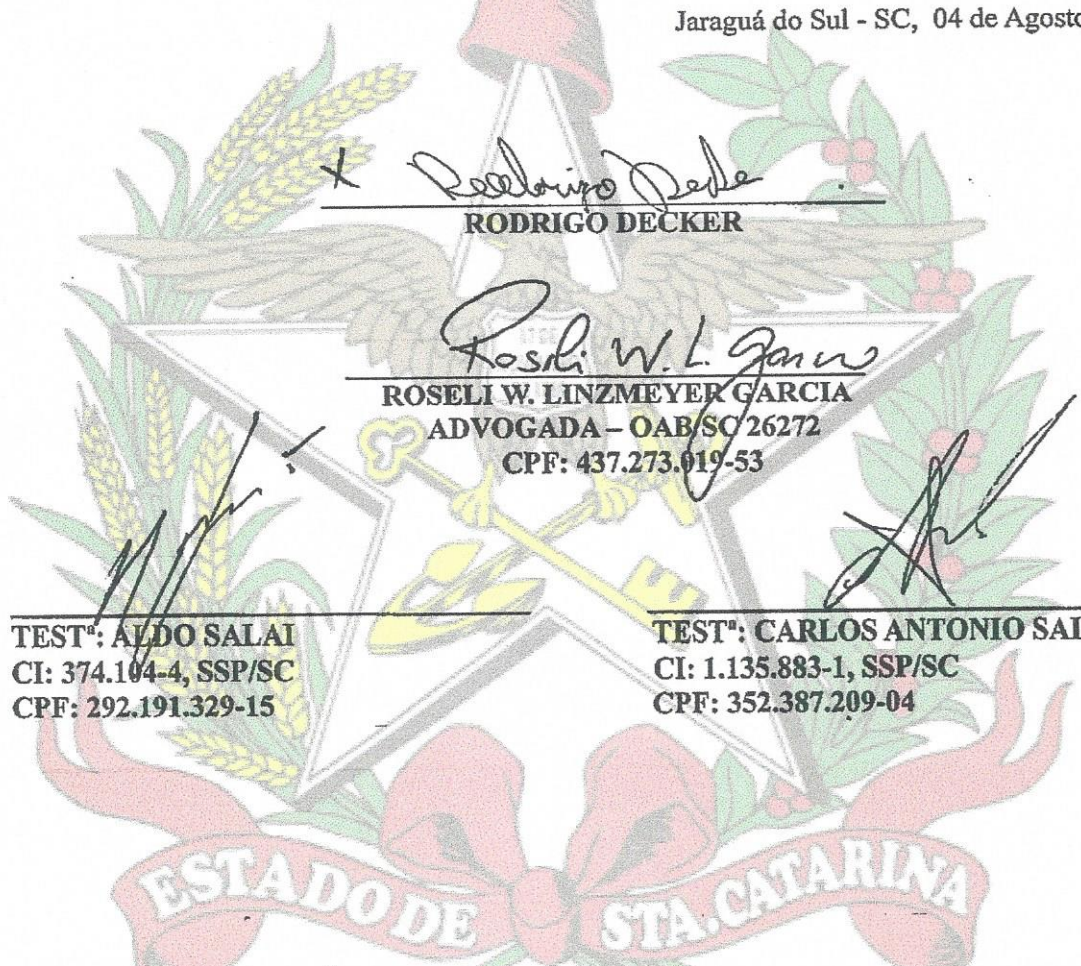 Jaraguá do Sul - SC, 04 de Agosto
X
RODRIGO DECKER
Roseli W. L. Garcia
ROSELI W. LINZMEYER GARCIA
ADVOGADA – OAB/SC 26272
CPF: 437.273.019-53
TESTª: ALDO SALAI
CI: 374.104-4, SSP/SC
CPF: 292.191.329-15
TESTª: CARLOS ANTONIO
CI: 1.135.883-1, SSP/SC
CPF: 352.387.209-04
ESTADO DE STA. CATARINA